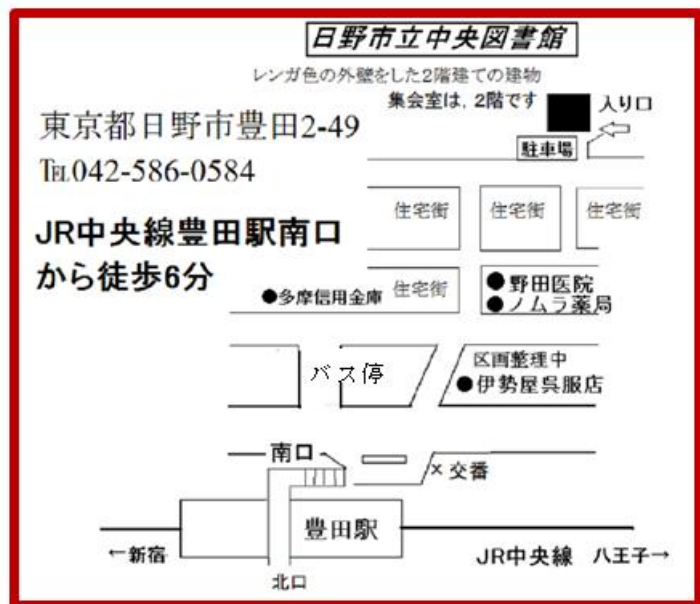 日野市立中央図書館
レンガ色の外壁をした2階建ての建物
集会室は, 2階です
入り口
駐車場
東京都日野市豊田2-49
℡042-586-0584
JR中央線豊田駅南口
から徒歩6分
住宅街
住宅街
住宅街
住宅街
●多摩信用金庫
●野田医院
●ノムラ薬局
バス停
区画整理中
●伊勢屋呉服店
南口
×交番
豊田駅
←新宿
JR中央線 八王子→
北口